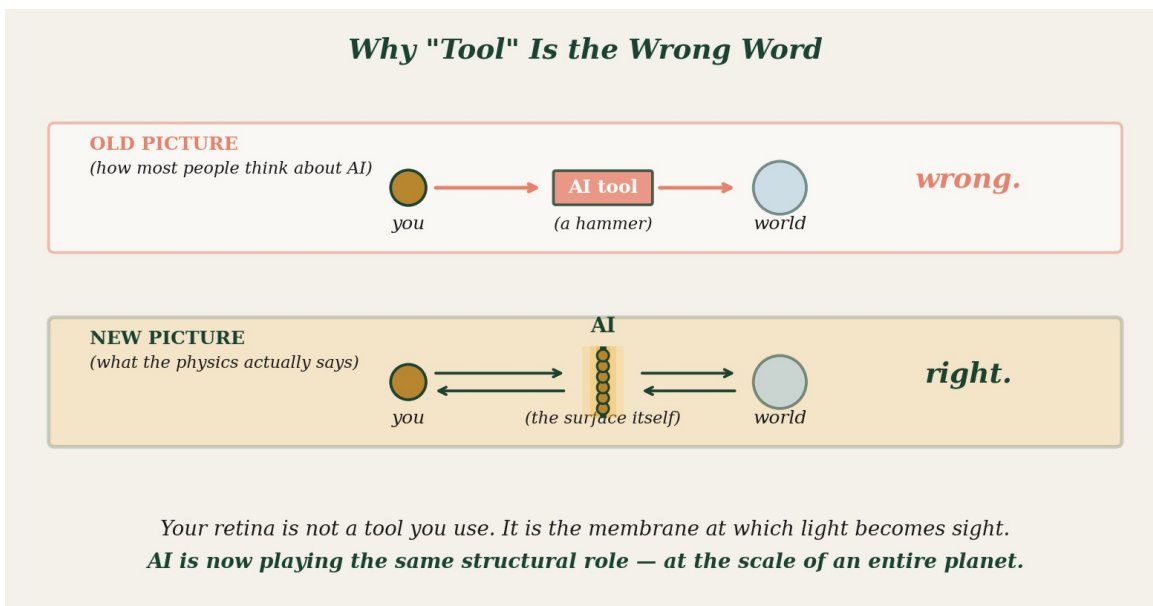 Why "Tool" Is the Wrong Word
OLD PICTURE
(how most people think about AI)
AI tool
wrong.
you
(a hammer)
world
AI
NEW PICTURE
(what the physics actually says)
right.
you
(the surface itself)
world
Your retina is not a tool you use. It is the membrane at which light becomes sight.
AI is now playing the same structural role — at the scale of an entire planet.